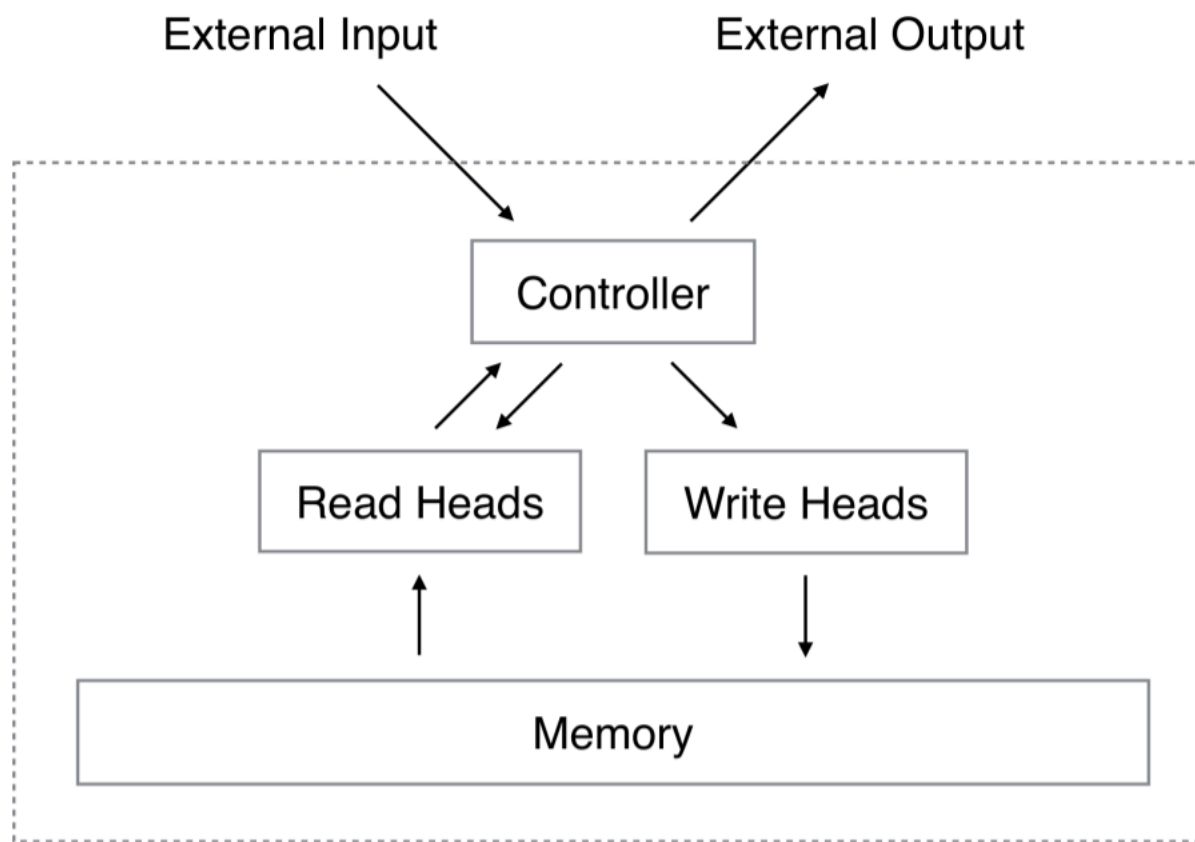 External Input
External Output
Controller
Read Heads
Write Heads
Memory